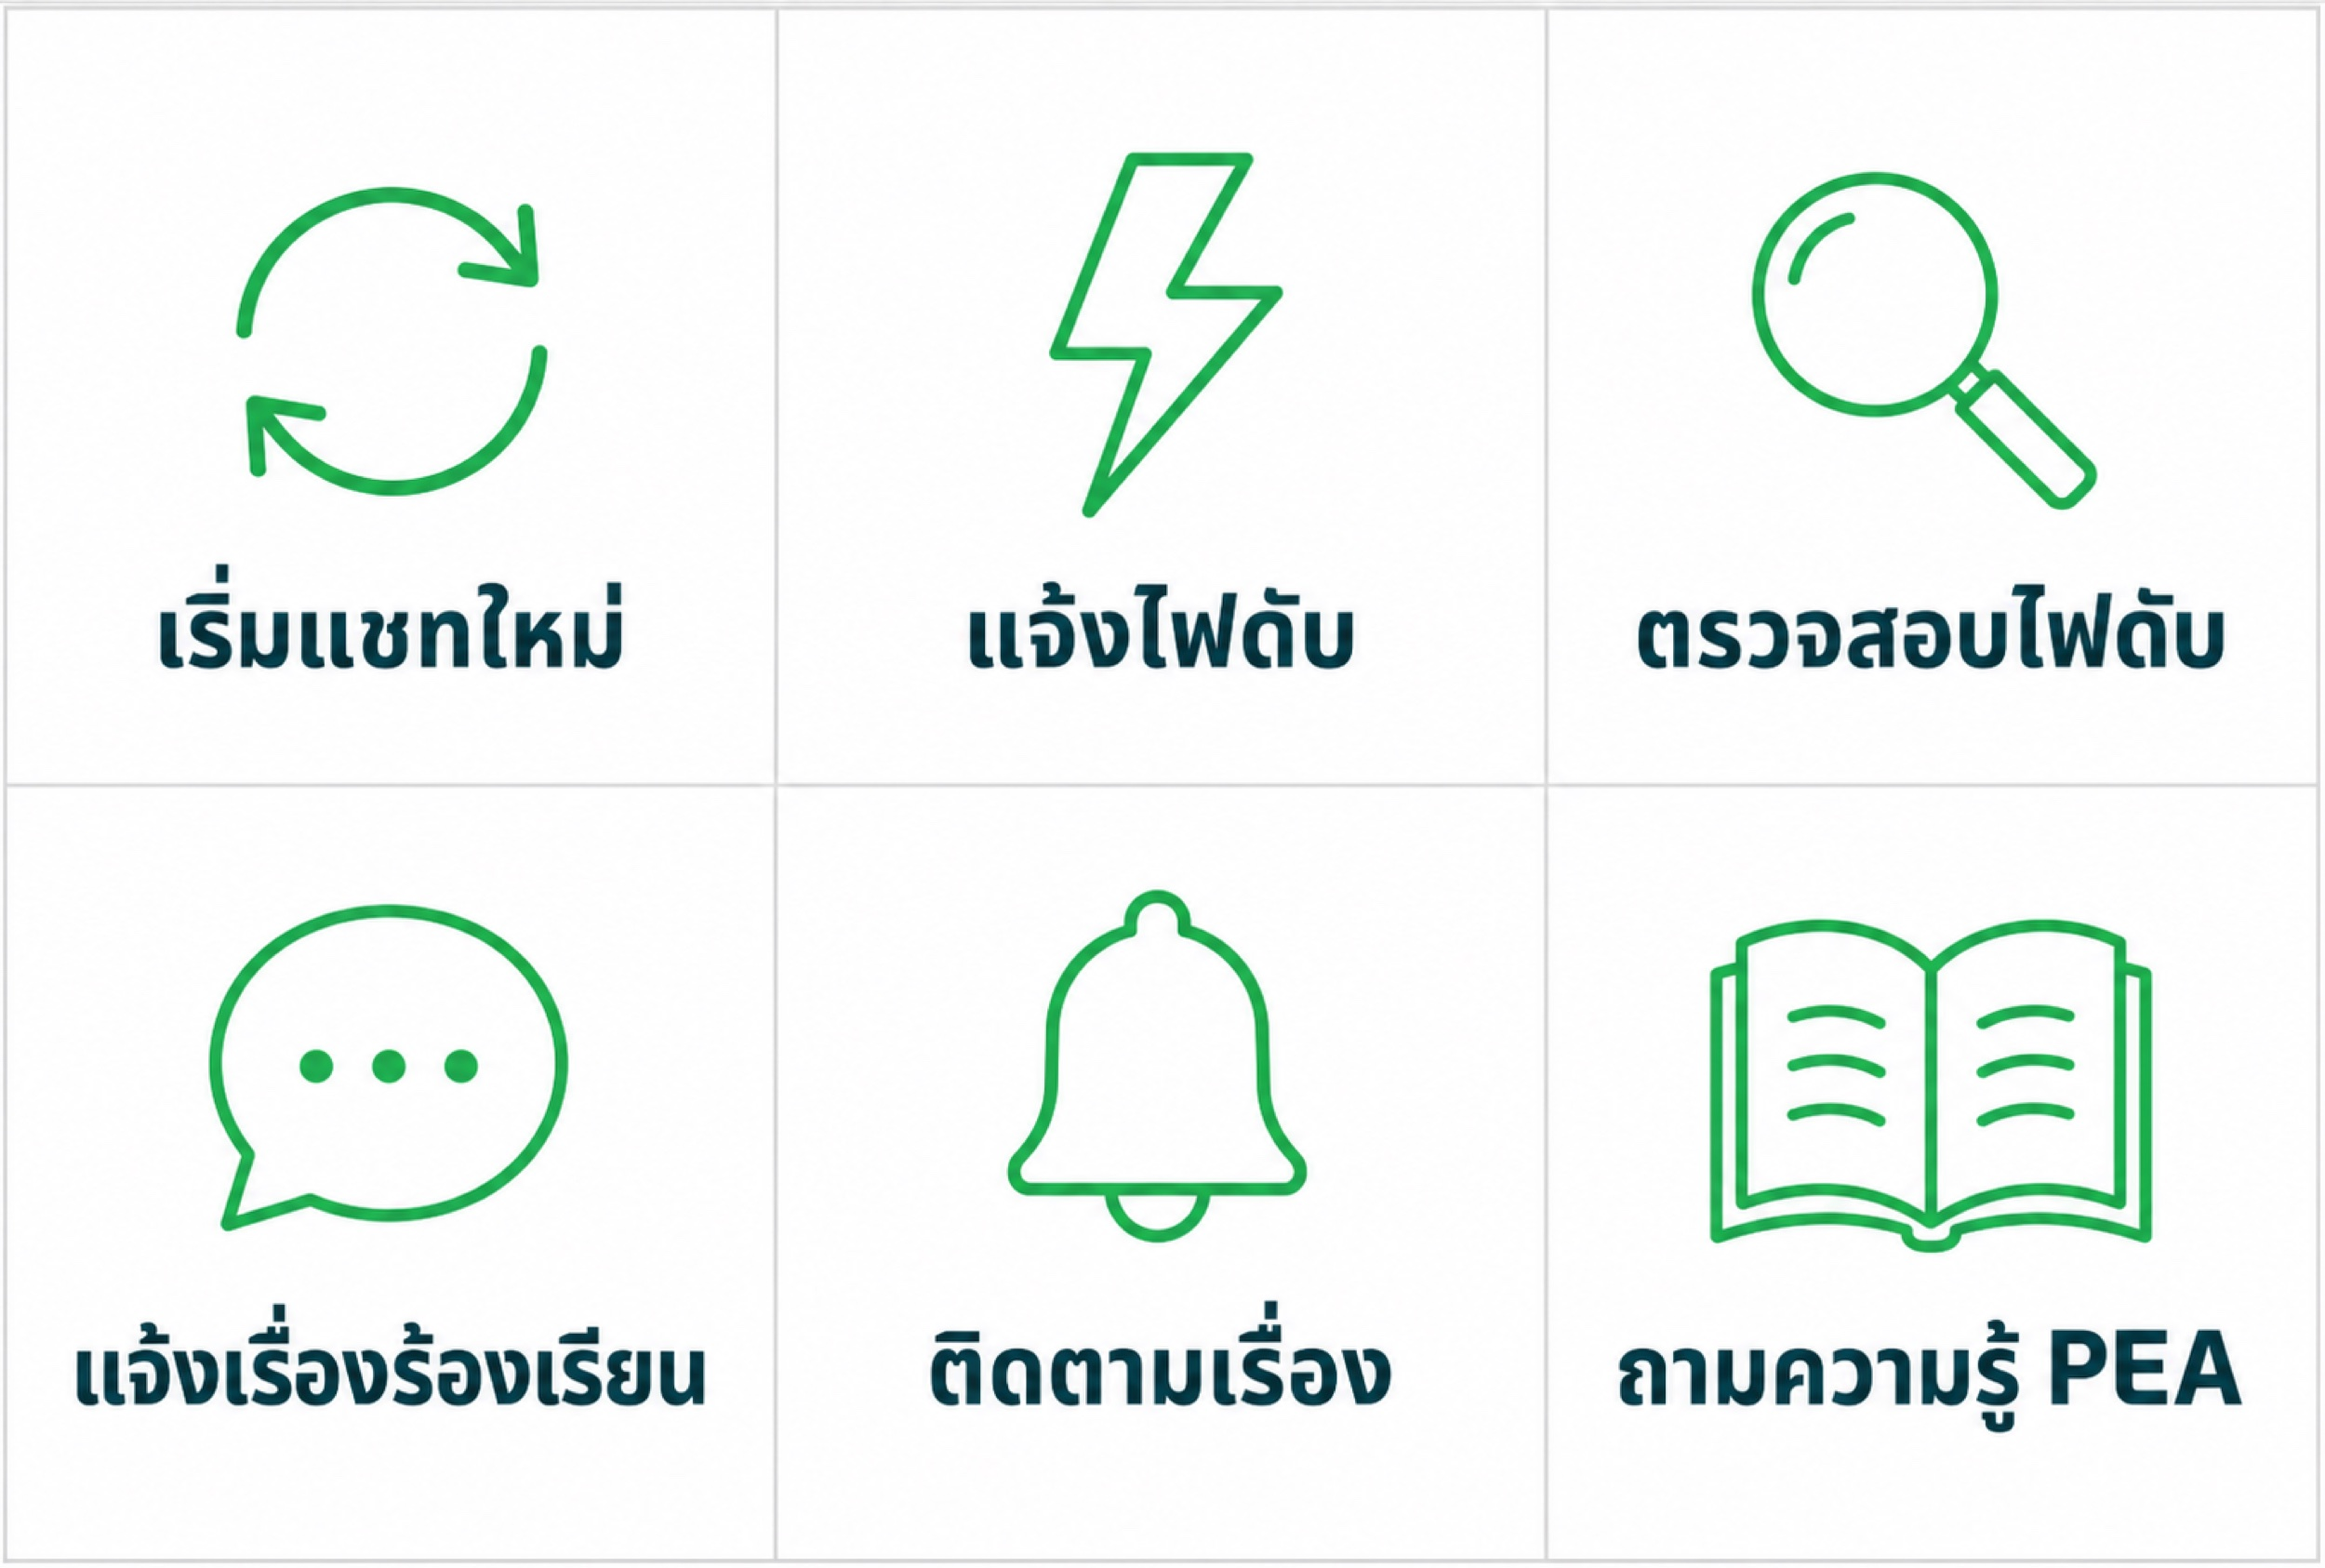 เริ่มแชทใหม่
แจ้งไฟดับ
ตรวจสอบไฟดับ
แจ้งเรื่องร้องเรียน
ติดตามเรื่อง
ถามความรู้ PEA